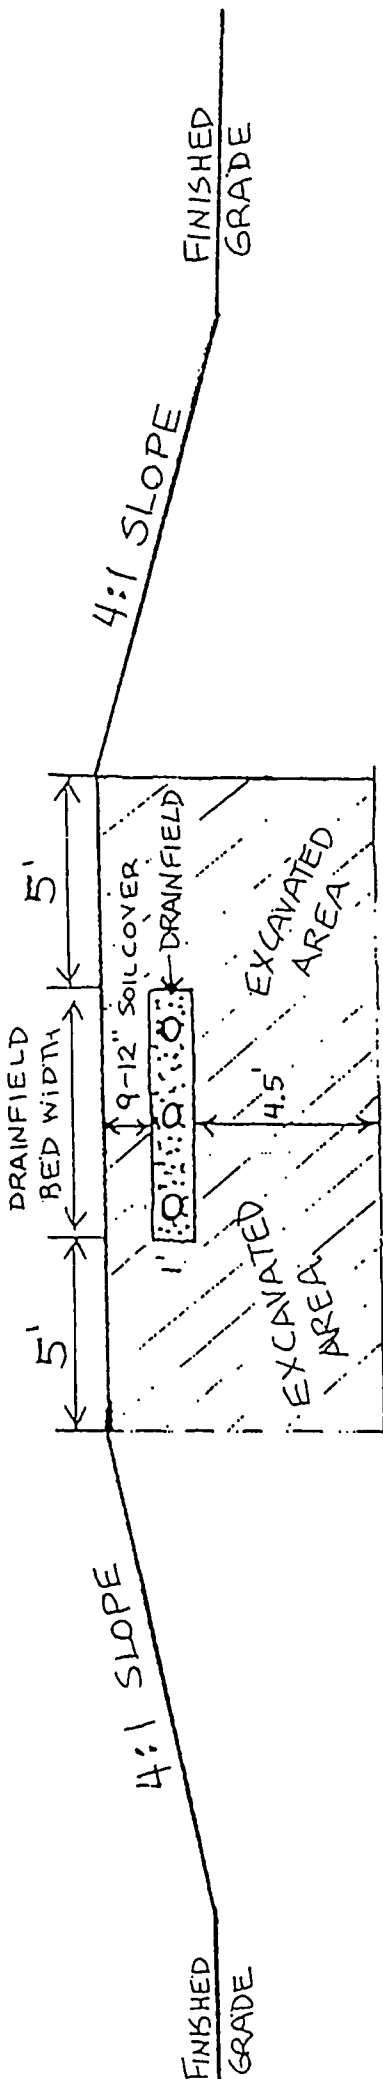 FINISHED
GRADE
4:1 SLOPE
5'
DRAINFIELD
BED WIDTH
5'
9-12" SOIL COVER
DRAINFIELD
1'
4.5'
EXCAVATED
AREA
EXCAVATED
AREA
4:1 SLOPE
FINISHED
GRADE